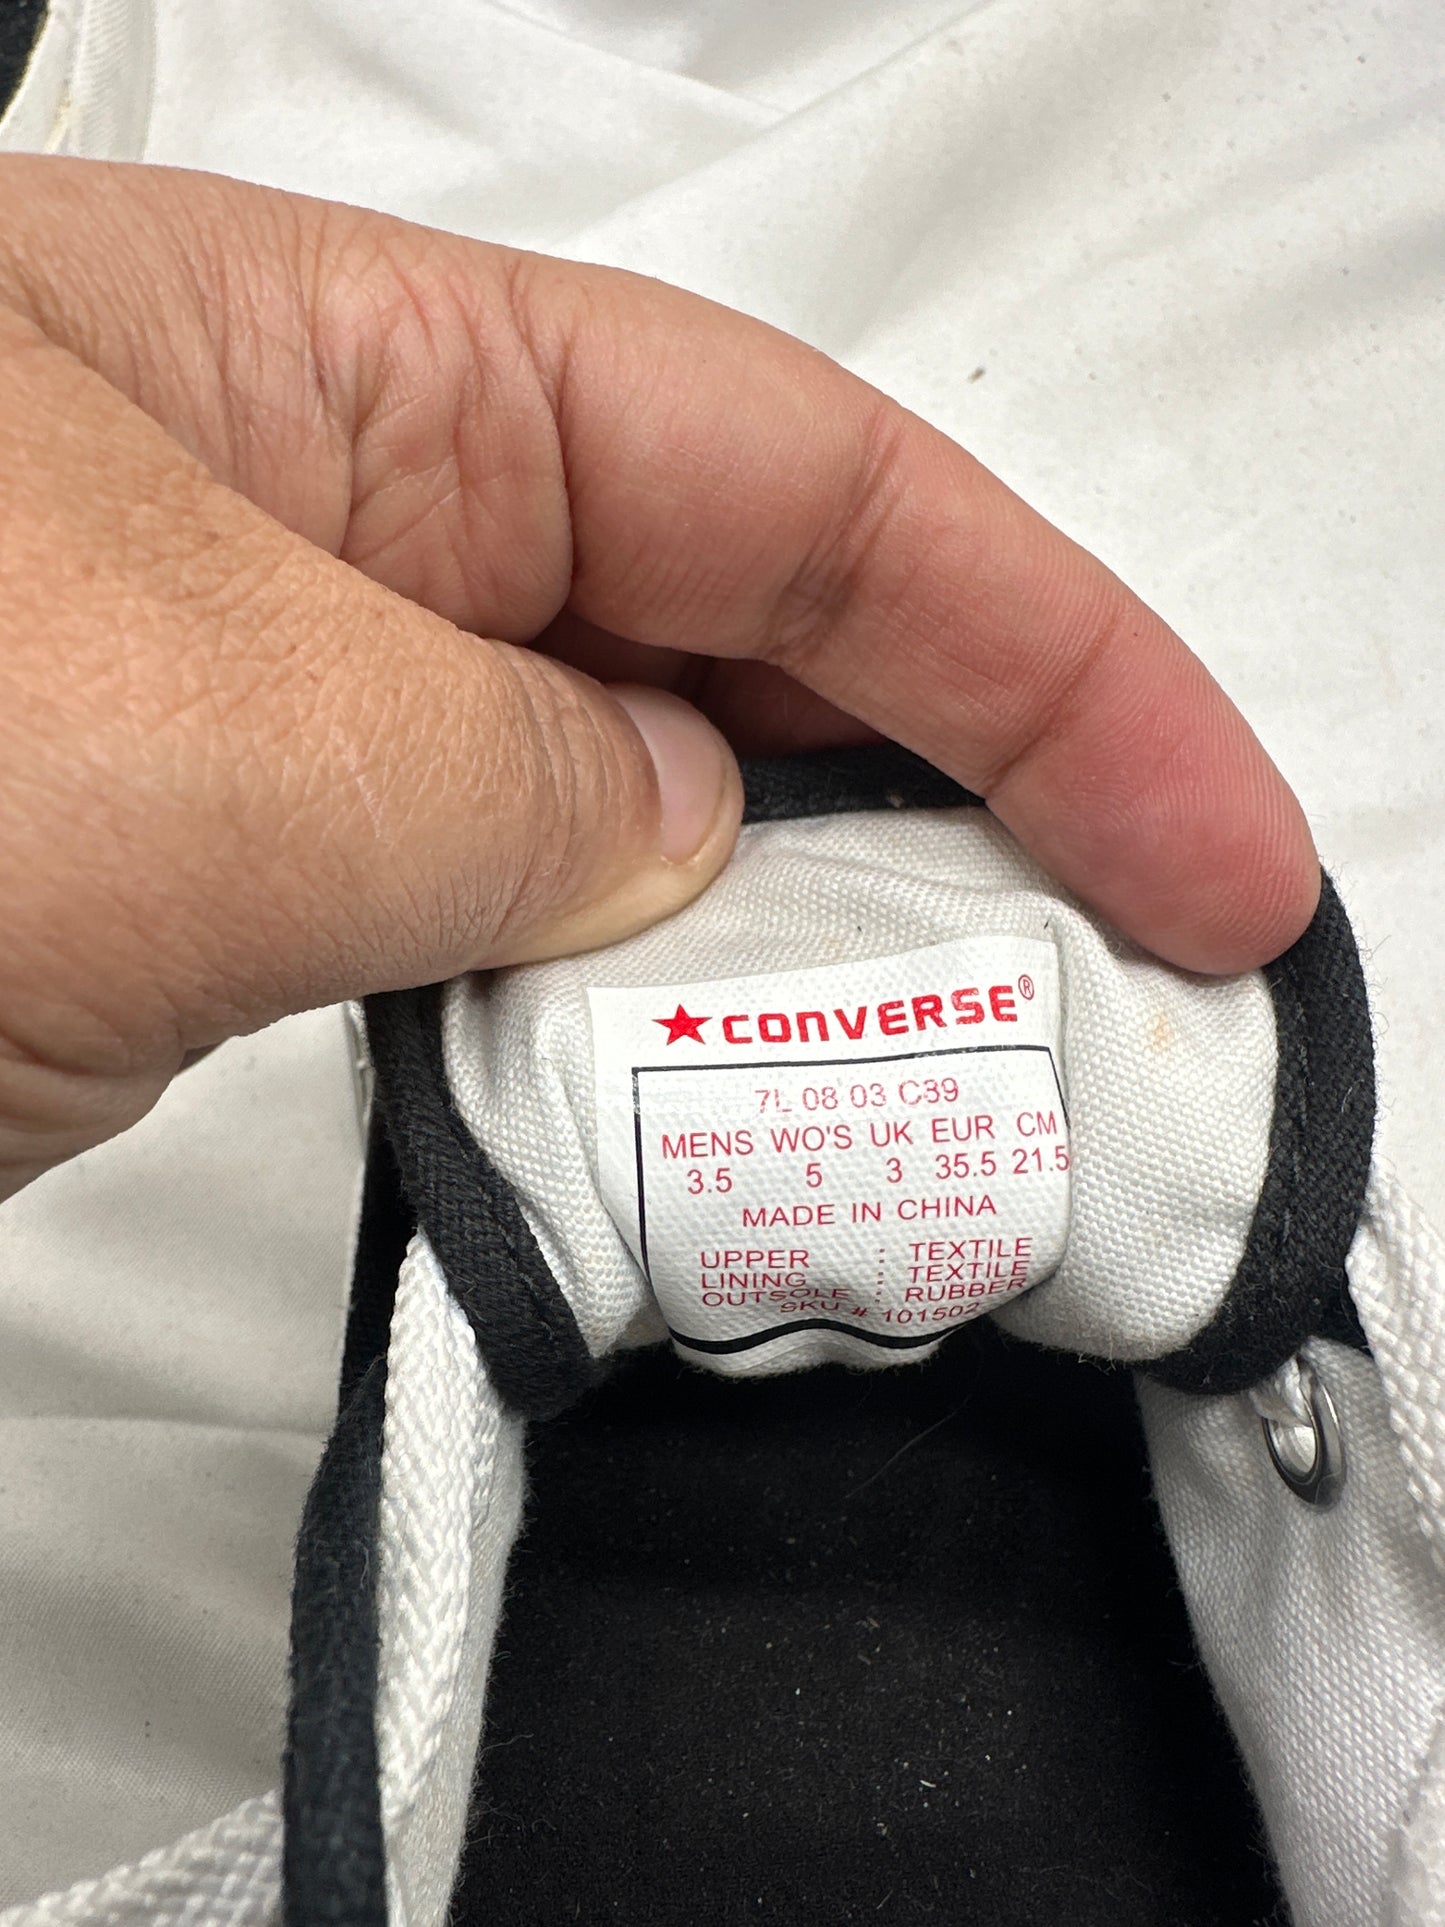 ★CONVERSE®
7L 08 03 C39
MENS WO'S UK EUR CM
3.5 5 3 35.5 21.5
MADE IN CHINA
UPPER : TEXTILE
LINING : TEXTILE
OUTSOLE : RUBBER
SKU # 101502